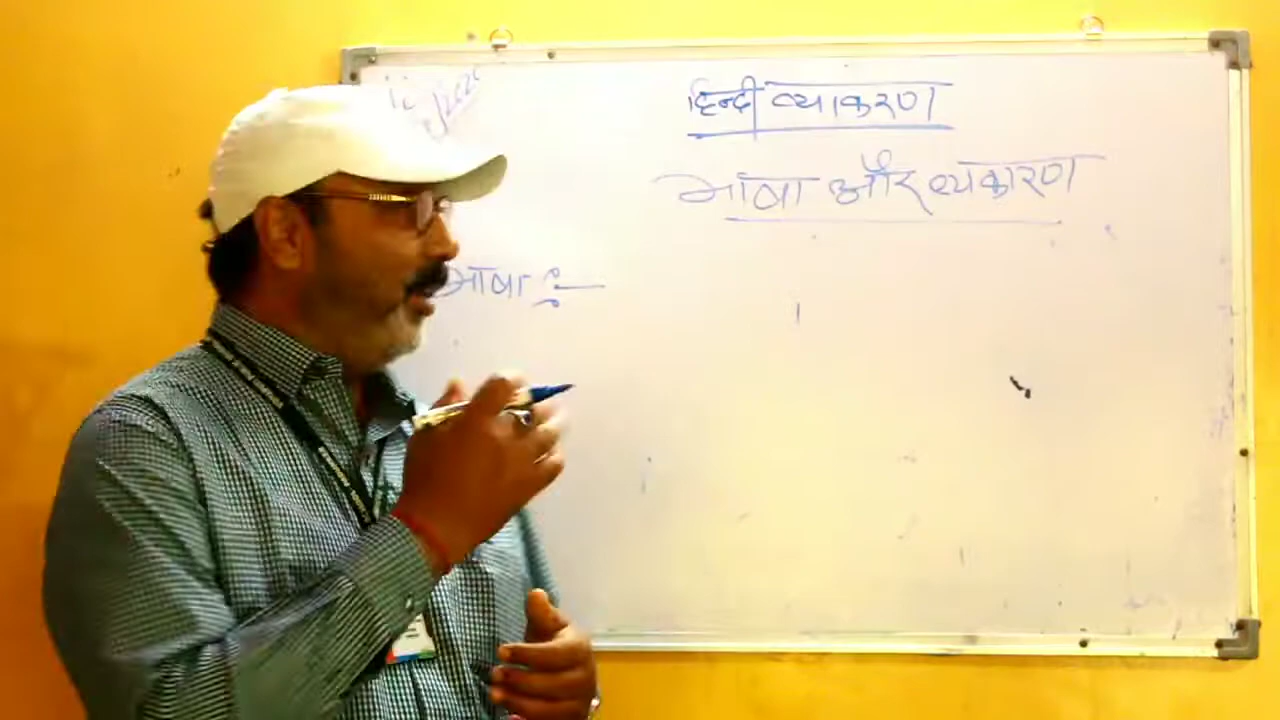 हिन्दी व्याकरण
भाषा और व्याकरण
भाषा :-